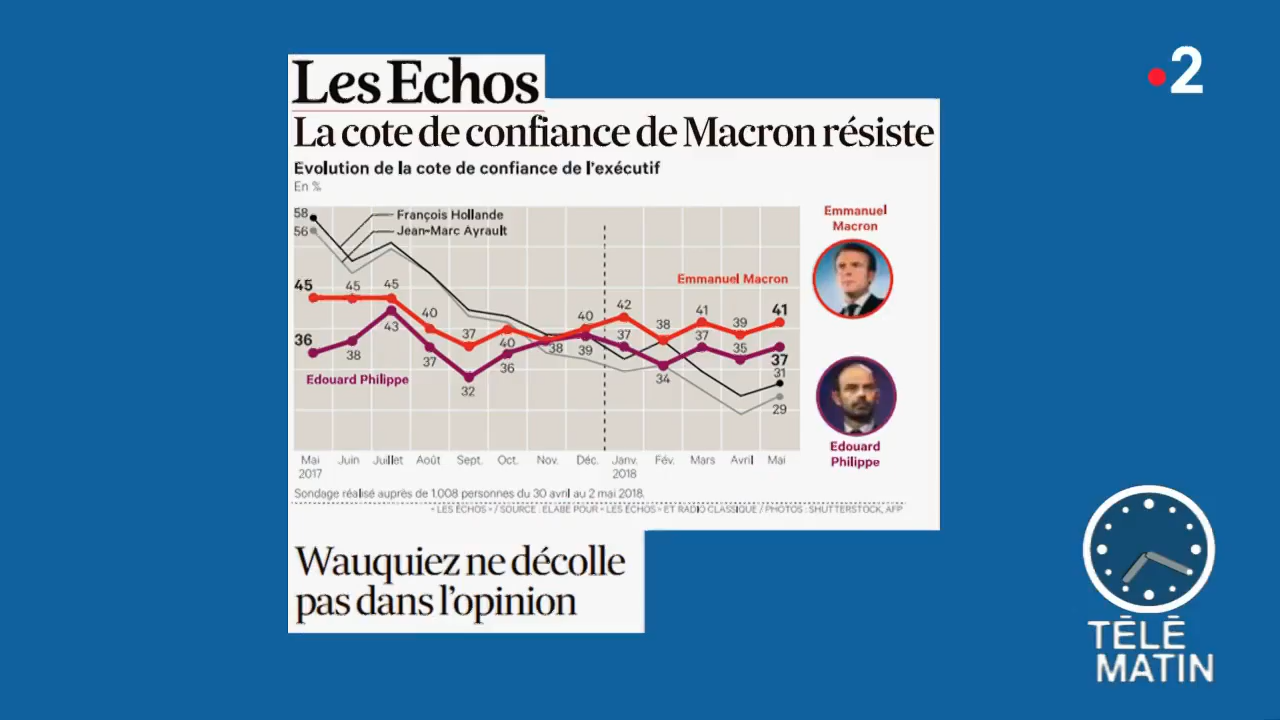 Les Echos
2
La cote de confiance de Macron résiste
Evolution de la cote de confiance de l'exécutif
En %
58
56
François Hollande
Jean-Marc Ayrault
Emmanuel
Macron
Emmanuel Macron
45 45 45 40 37 40 38 40 42 38 41 39 41
36 38 43 37 32 36 39 37 34 37 35 37
31
29
Edouard Philippe
Edouard
Philippe
Mai Juin Juillet Août Sept. Oct. Nov. Déc. Janv. Fév. Mars Avril Mai
2017 2018
Sondage réalisé auprès de 1.008 personnes du 30 avril au 2 mai 2018.
« LES ECHOS » / SOURCE : ELABE POUR « LES ECHOS » ET RADIO CLASSIQUE / PHOTOS : SHUTTERSTOCK, AFP
Wauquiez ne décolle
pas dans l'opinion
TÉLÉ
MATIN